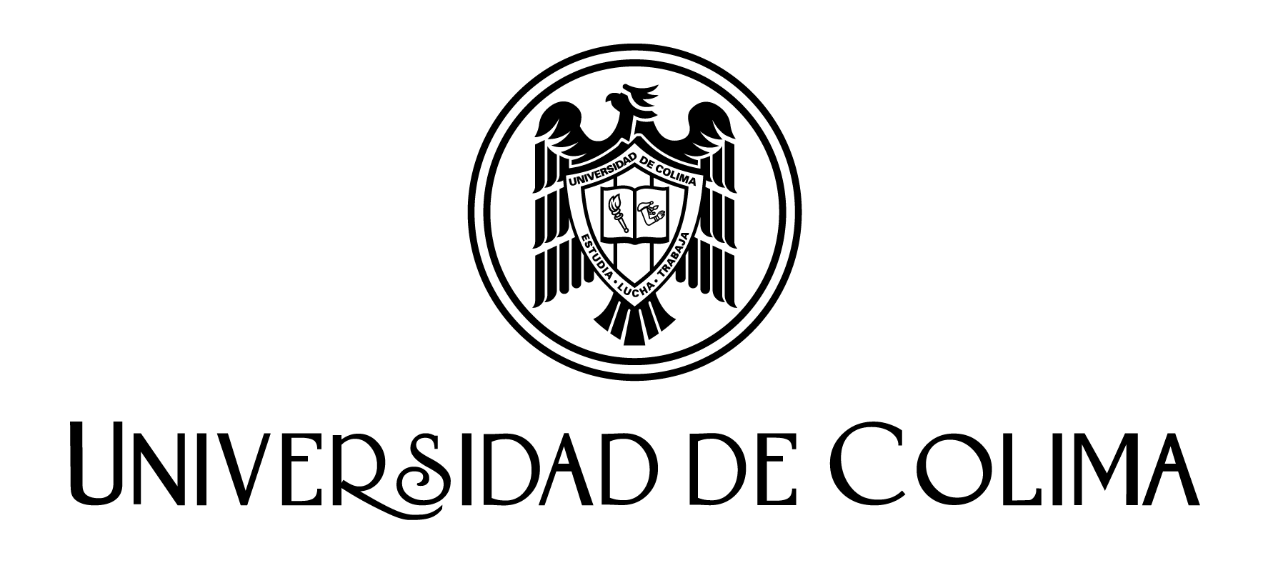 UNIVERSIDAD DE COLIMA
ESTUDIA · LUCHA · TRABAJA
UNIVERSIDAD DE COLIMA